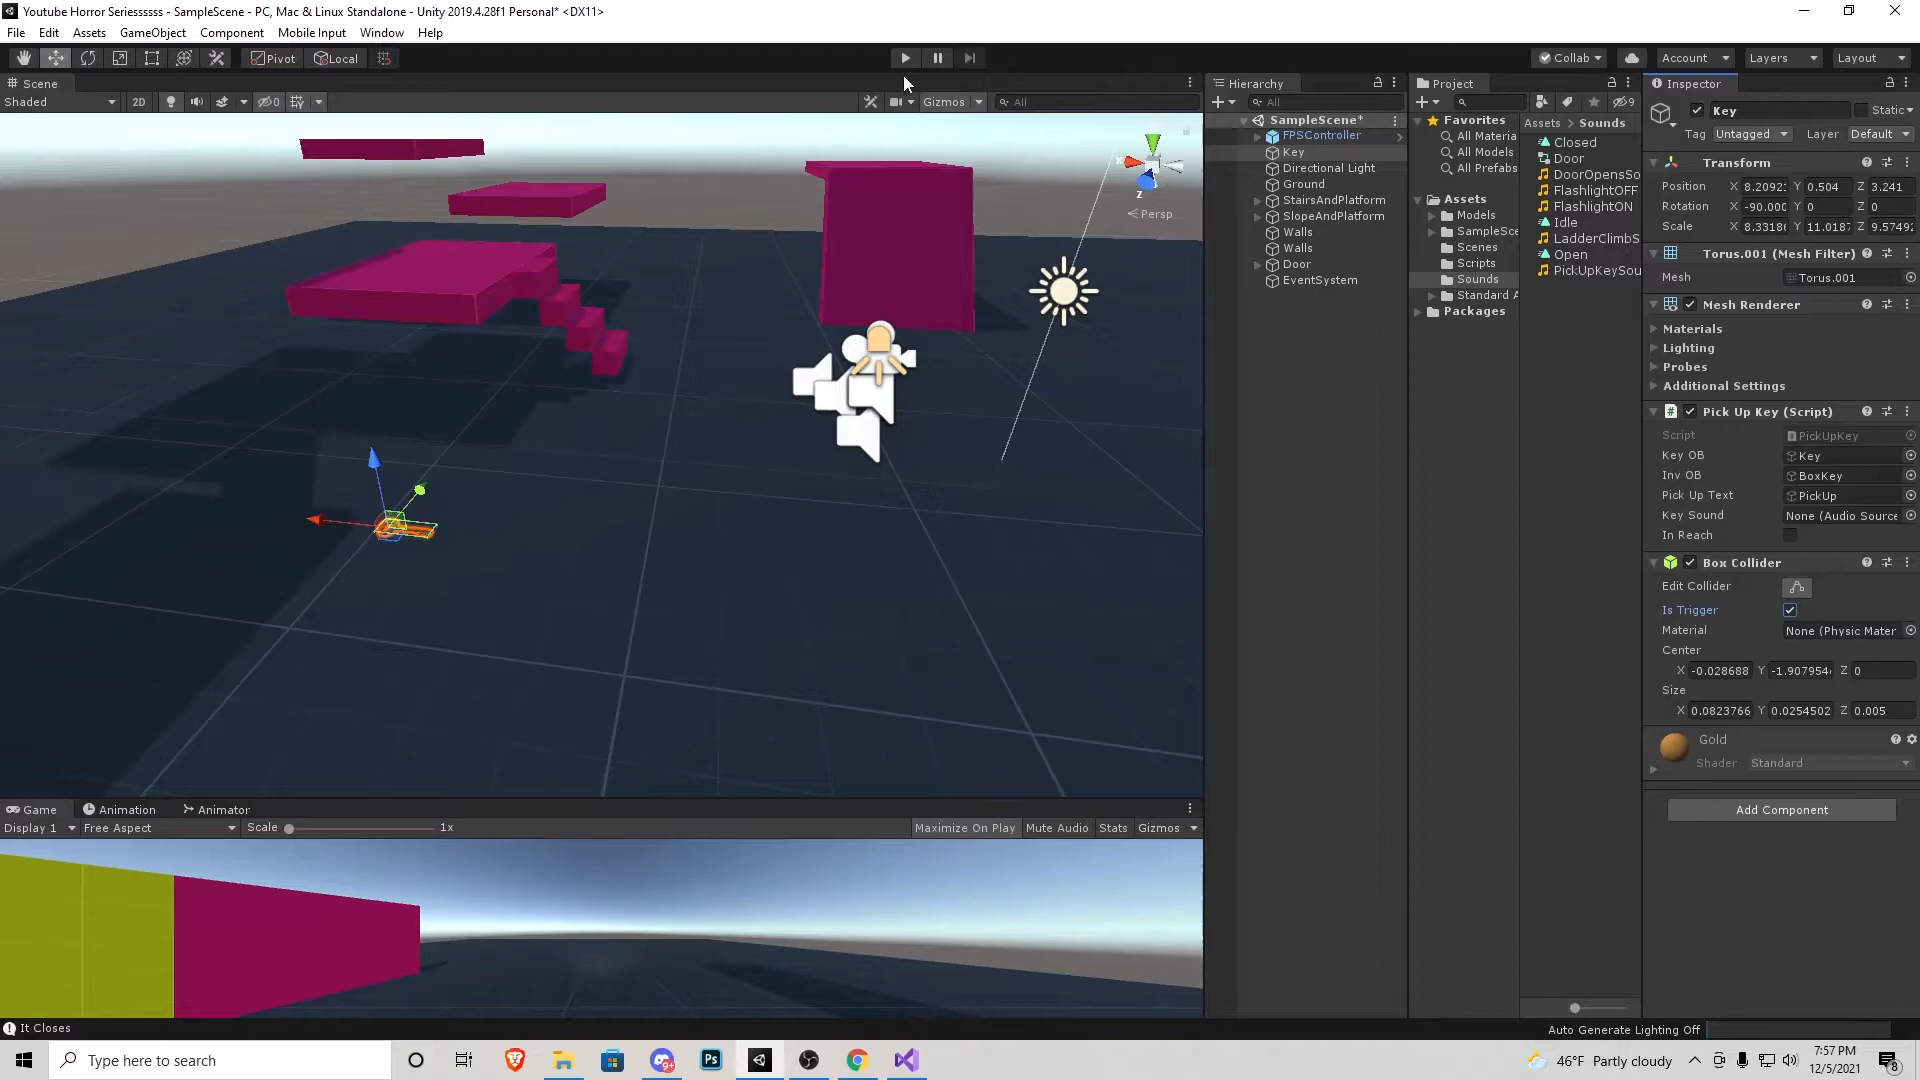 Youtube Horror Seriessssss - SampleScene - PC, Mac & Linux Standalone - Unity 2019.4.28f1 Personal* <DX11>
File Edit Assets GameObject Component Mobile Input Window Help
Pivot Local Collab Account Layers Layout
Scene
Shaded 2D Gizmos All
Persp
x
z
Hierarchy
All
SampleScene*
FPSController
Key
Directional Light
Ground
StairsAndPlatform
SlopeAndPlatform
Walls
Walls
Door
EventSystem
Project
9
Favorites
All Materia
All Models
All Prefabs
Assets
Models
SampleSce
Scenes
Scripts
Sounds
Standard A
Packages
Assets > Sounds
Closed
Door
DoorOpensSo
FlashlightOFF
FlashlightON
Idle
LadderClimbS
Open
PickUpKeySou
Inspector
Key Static
Tag Untagged Layer Default
Transform
Position X 8.2092 Y 0.504 Z 3.241
Rotation X -90.000 Y 0 Z 0
Scale X 8.3318 Y 11.0187 Z 9.5749
Torus.001 (Mesh Filter)
Mesh Torus.001
Mesh Renderer
Materials
Lighting
Probes
Additional Settings
Pick Up Key (Script)
Script PickUpKey
Key OB Key
Inv OB BoxKey
Pick Up Text PickUp
Key Sound None (Audio Source
In Reach
Box Collider
Edit Collider
Is Trigger
Material None (Physic Mater
Center
X -0.028688 Y -1.907954 Z 0
Size
X 0.0823766 Y 0.0254502 Z 0.005
Gold
Shader Standard
Add Component
Game Animation Animator
Display 1 Free Aspect Scale 1x Maximize On Play Mute Audio Stats Gizmos
It Closes
Auto Generate Lighting Off
Type here to search
9+
Ps
46°F Partly cloudy
7:57 PM
12/5/2021
8